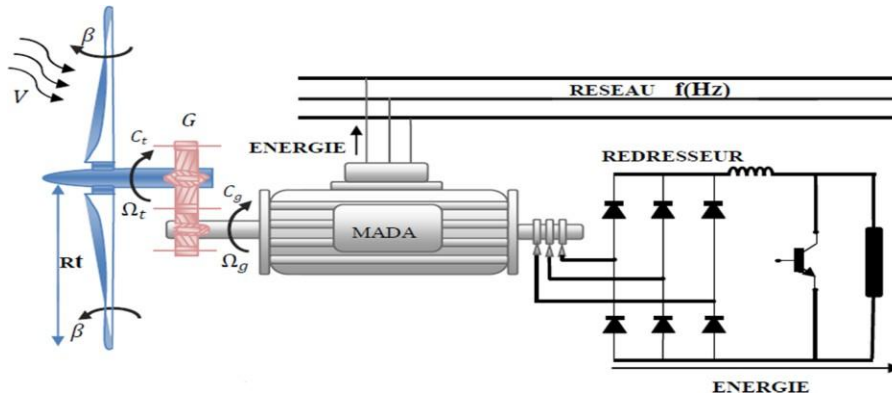 β
V
G
C_t
Ω_t
Rt
β
C_g
Ω_g
MADA
ENERGIE
RESEAU f(Hz)
REDRESSEUR
ENERGIE